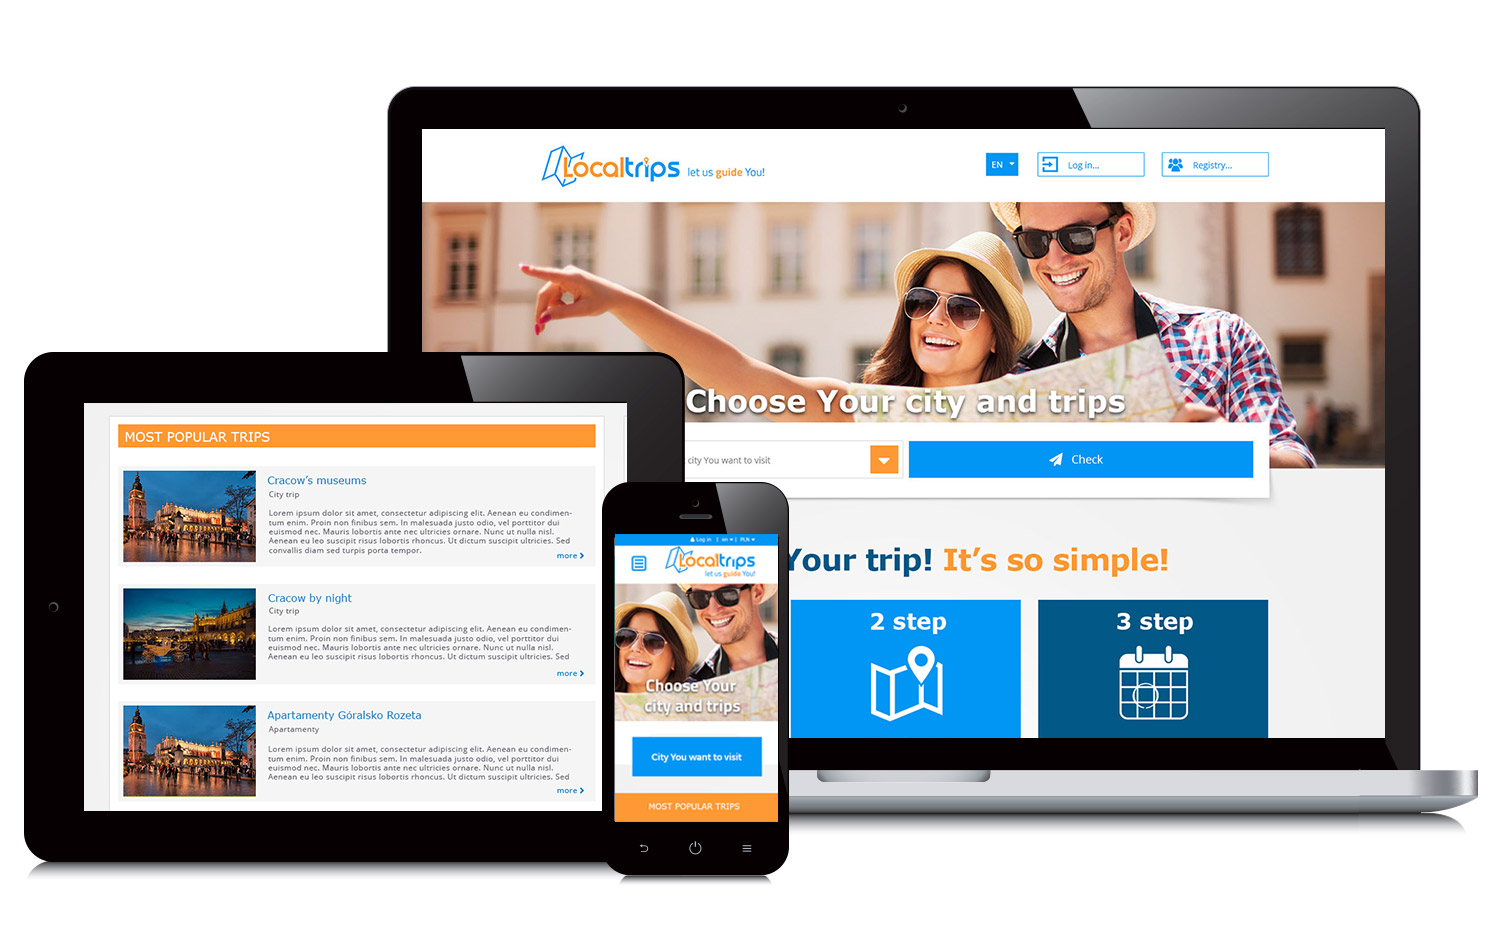 Localtrips let us guide You!
EN
Log in...
Registry...
Choose Your city and trips
city You want to visit
Check
Your trip! It's so simple!
2 step
3 step
MOST POPULAR TRIPS
Cracow's museums
City trip
Lorem ipsum dolor sit amet, consectetur adipiscing elit. Aenean eu condimen-
tum enim. Proin non finibus sem. In malesuada justo odio, vel porttitor dui
euismod nec. Mauris lobortis ante nec ultricies ornare. Nunc ut nulla nisl.
Aenean eu leo suscipit risus lobortis rhoncus. Ut dictum suscipit ultricies. Sed
convallis diam sed turpis porta tempor.
more
Cracow by night
City trip
Lorem ipsum dolor sit amet, consectetur adipiscing elit. Aenean eu condimen-
tum enim. Proin non finibus sem. In malesuada justo odio, vel porttitor dui
euismod nec. Mauris lobortis ante nec ultricies ornare. Nunc ut nulla nisl.
Aenean eu leo suscipit risus lobortis rhoncus. Ut dictum suscipit ultricies. Sed
more
Apartamenty Góralsko Rozeta
Apartamenty
Lorem ipsum dolor sit amet, consectetur adipiscing elit. Aenean eu condimen-
tum enim. Proin non finibus sem. In malesuada justo odio, vel porttitor dui
euismod nec. Mauris lobortis ante nec ultricies ornare. Nunc ut nulla nisl.
Aenean eu leo suscipit risus lobortis rhoncus. Ut dictum suscipit ultricies. Sed
more
Log in | en | PLN
Localtrips
let us guide You!
Choose Your
city and trips
City You want to visit
MOST POPULAR TRIPS